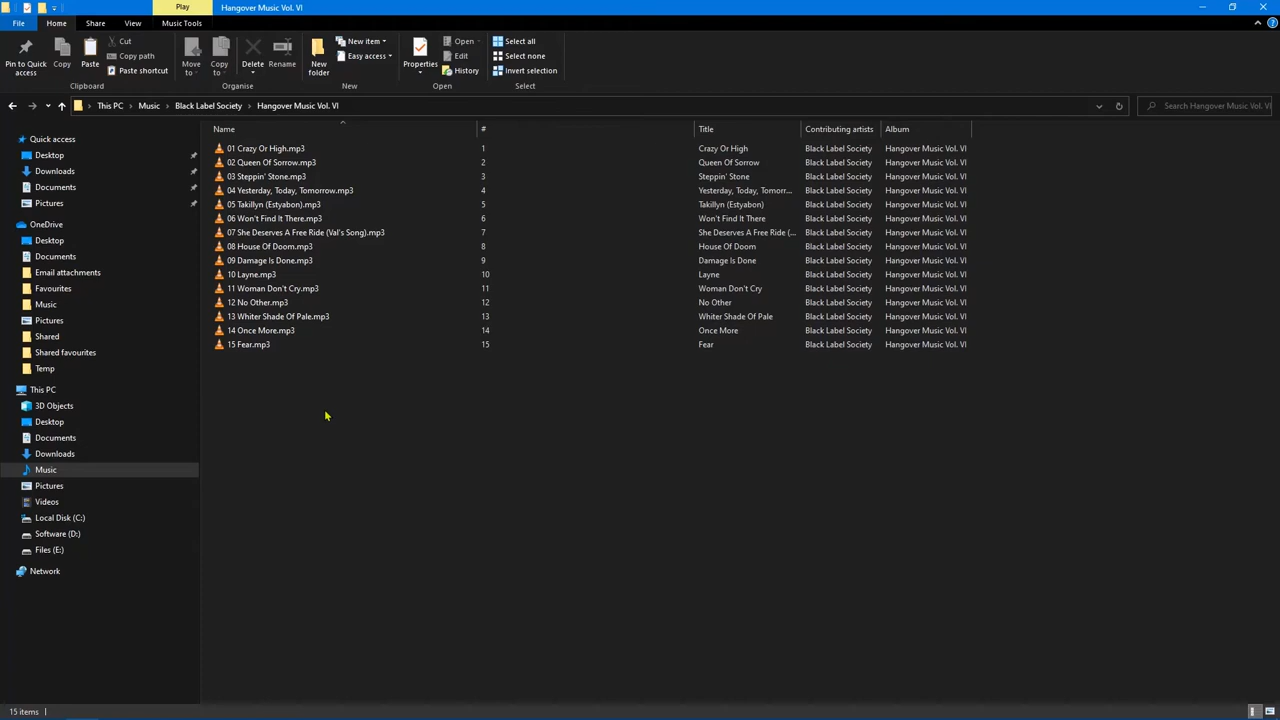 Play
Hangover Music Vol. VI
File
Home
Share
View
Music Tools
Pin to Quick access
Copy
Paste
Cut
Copy path
Paste shortcut
Clipboard
Move to
Copy to
Delete
Rename
Organise
New folder
New item
Easy access
New
Properties
Open
Edit
History
Open
Select all
Select none
Invert selection
Select
This PC
Music
Black Label Society
Hangover Music Vol. VI
Search Hangover Music Vol. VI
Quick access
Desktop
Downloads
Documents
Pictures
OneDrive
Desktop
Documents
Email attachments
Favourites
Music
Pictures
Shared
Shared favourites
Temp
This PC
3D Objects
Desktop
Documents
Downloads
Music
Pictures
Videos
Local Disk (C:)
Software (D:)
Files (E:)
Network
Name # Title Contributing artists Album
01 Crazy Or High.mp3 1 Crazy Or High Black Label Society Hangover Music Vol. VI
02 Queen Of Sorrow.mp3 2 Queen Of Sorrow Black Label Society Hangover Music Vol. VI
03 Steppin' Stone.mp3 3 Steppin' Stone Black Label Society Hangover Music Vol. VI
04 Yesterday, Today, Tomorrow.mp3 4 Yesterday, Today, Tomorr... Black Label Society Hangover Music Vol. VI
05 Takillyn (Estyabon).mp3 5 Takillyn (Estyabon) Black Label Society Hangover Music Vol. VI
06 Won't Find It There.mp3 6 Won't Find It There Black Label Society Hangover Music Vol. VI
07 She Deserves A Free Ride (Val's Song).mp3 7 She Deserves A Free Ride (... Black Label Society Hangover Music Vol. VI
08 House Of Doom.mp3 8 House Of Doom Black Label Society Hangover Music Vol. VI
09 Damage Is Done.mp3 9 Damage Is Done Black Label Society Hangover Music Vol. VI
10 Layne.mp3 10 Layne Black Label Society Hangover Music Vol. VI
11 Woman Don't Cry.mp3 11 Woman Don't Cry Black Label Society Hangover Music Vol. VI
12 No Other.mp3 12 No Other Black Label Society Hangover Music Vol. VI
13 Whiter Shade Of Pale.mp3 13 Whiter Shade Of Pale Black Label Society Hangover Music Vol. VI
14 Once More.mp3 14 Once More Black Label Society Hangover Music Vol. VI
15 Fear.mp3 15 Fear Black Label Society Hangover Music Vol. VI
15 items